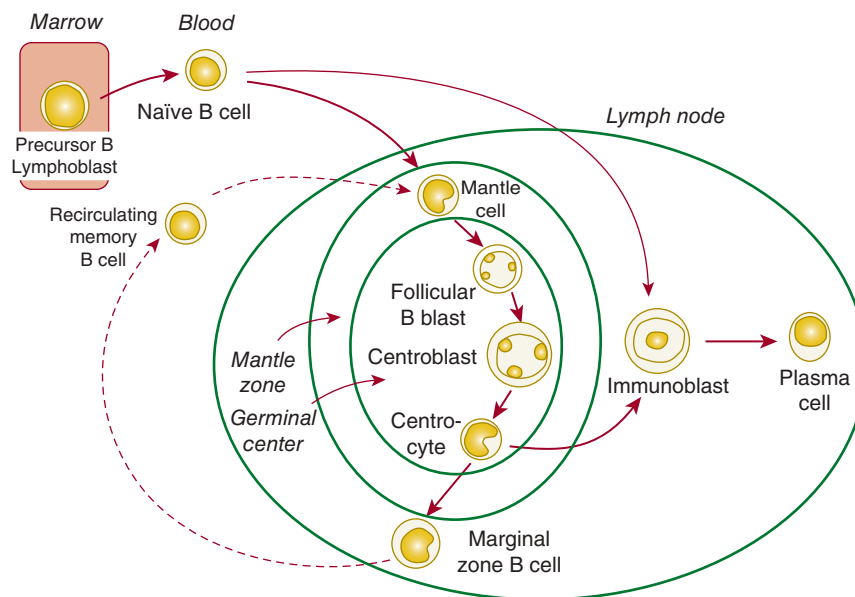 Marrow
Blood
Naïve B cell
Precursor B
Lymphoblast
Lymph node
Recirculating
memory
B cell
Mantle
cell
Follicular
B blast
Mantle
zone
Centroblast
Germinal
center
Centro-
cyte
Immunoblast
Plasma
cell
Marginal
zone B cell